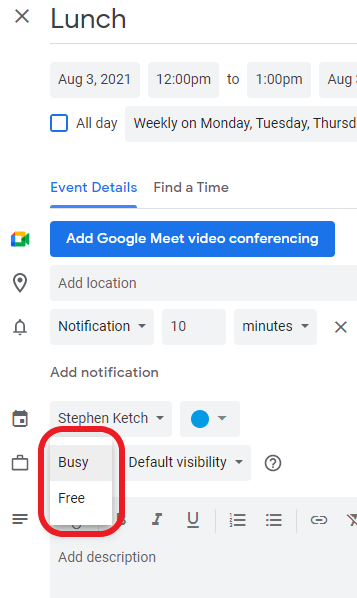 Lunch
Aug 3, 2021 12:00pm to 1:00pm Aug 3
All day Weekly on Monday, Tuesday, Thursd
Event Details Find a Time
Add Google Meet video conferencing
Add location
Notification 10 minutes
Add notification
Stephen Ketch
Busy Default visibility
Free
B I U
Add description